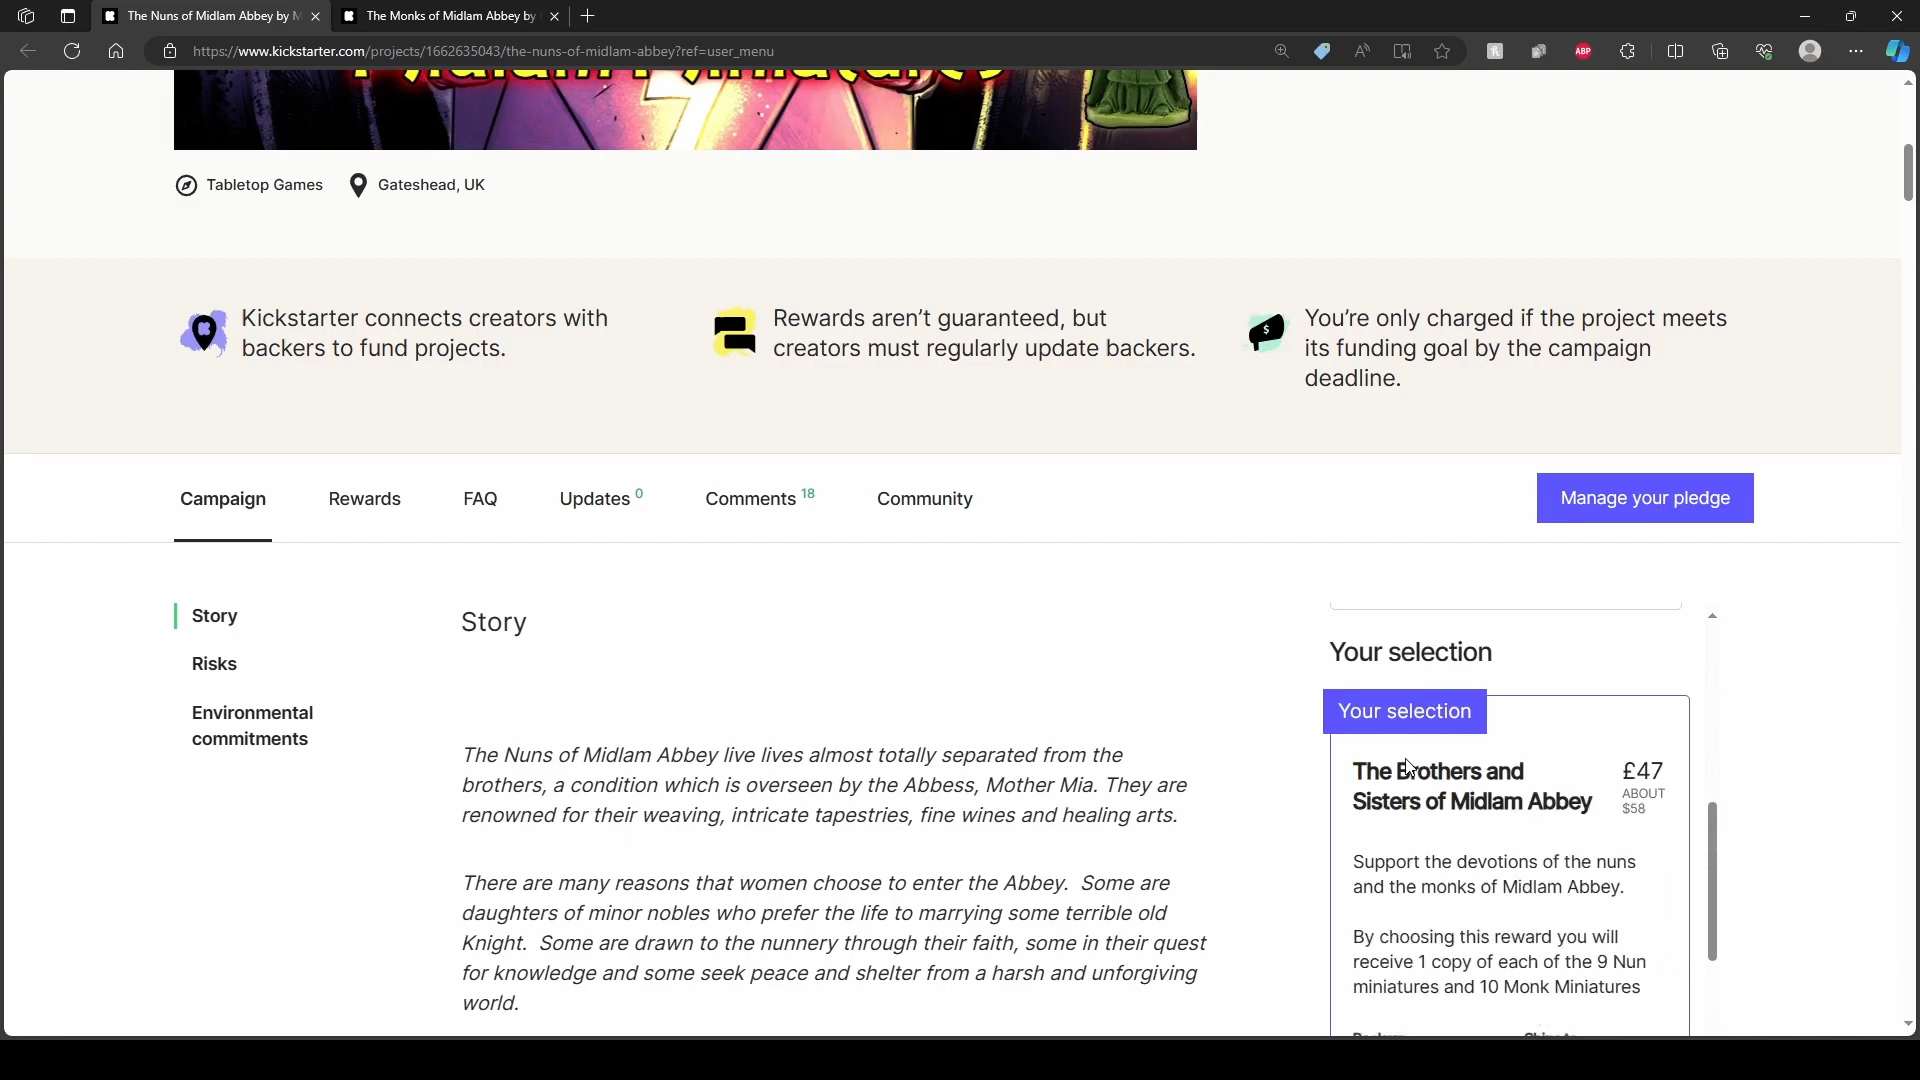 The Nuns of Midlam Abbey by M
The Monks of Midlam Abbey by
https://www.kickstarter.com/projects/1662635043/the-nuns-of-midlam-abbey?ref=user_menu
ABP
Midlam Miniatures
Tabletop Games
Gateshead, UK
Kickstarter connects creators with
backers to fund projects.
Rewards aren't guaranteed, but
creators must regularly update backers.
You're only charged if the project meets
its funding goal by the campaign
deadline.
Campaign
Rewards
FAQ
Updates 0
Comments 18
Community
Manage your pledge
Story
Risks
Environmental
commitments
Story
The Nuns of Midlam Abbey live lives almost totally separated from the
brothers, a condition which is overseen by the Abbess, Mother Mia. They are
renowned for their weaving, intricate tapestries, fine wines and healing arts.
There are many reasons that women choose to enter the Abbey. Some are
daughters of minor nobles who prefer the life to marrying some terrible old
Knight. Some are drawn to the nunnery through their faith, some in their quest
for knowledge and some seek peace and shelter from a harsh and unforgiving
world.
Your selection
Your selection
The Brothers and
Sisters of Midlam Abbey
£47
ABOUT
$58
Support the devotions of the nuns
and the monks of Midlam Abbey.
By choosing this reward you will
receive 1 copy of each of the 9 Nun
miniatures and 10 Monk Miniatures